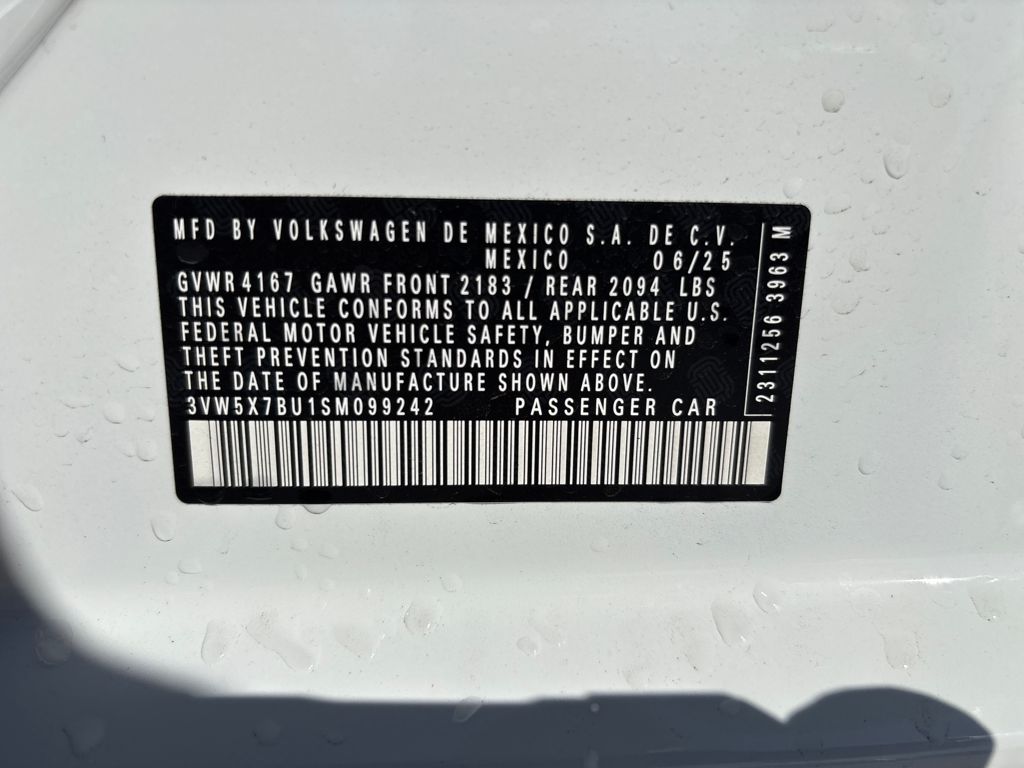 MFD BY VOLKSWAGEN DE MEXICO S.A. DE C.V.
MEXICO 06/25
GVWR 4167 GAWR FRONT 2183 / REAR 2094 LBS
THIS VEHICLE CONFORMS TO ALL APPLICABLE U.S.
FEDERAL MOTOR VEHICLE SAFETY, BUMPER AND
THEFT PREVENTION STANDARDS IN EFFECT ON
THE DATE OF MANUFACTURE SHOWN ABOVE.
3VW5X7BU1SM099242 PASSENGER CAR
2311256 3963 M